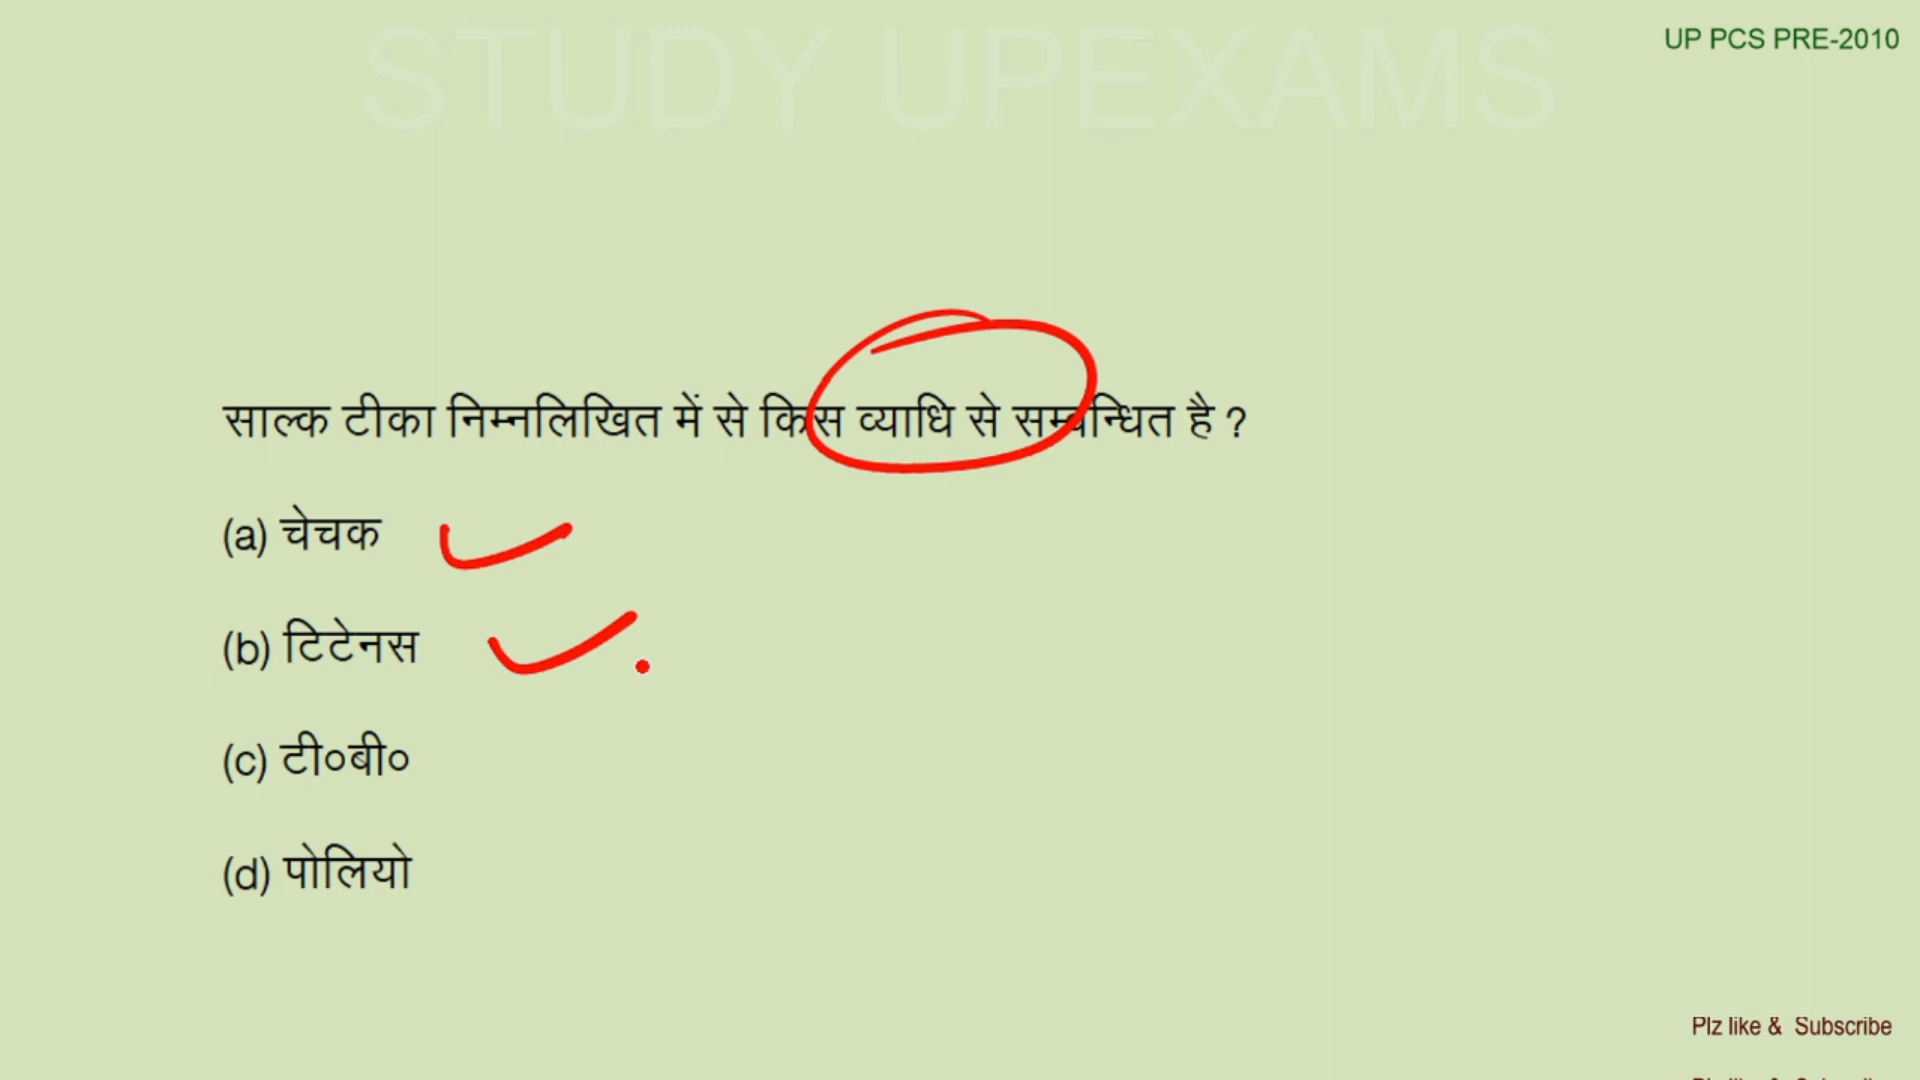 STUDY UPEXAMS
UP PCS PRE-2010
साल्क टीका निम्नलिखित में से किस व्याधि से सम्बन्धित है ?
(a) चेचक
(b) टिटेनस
(c) टी०बी०
(d) पोलियो
Plz like & Subscribe